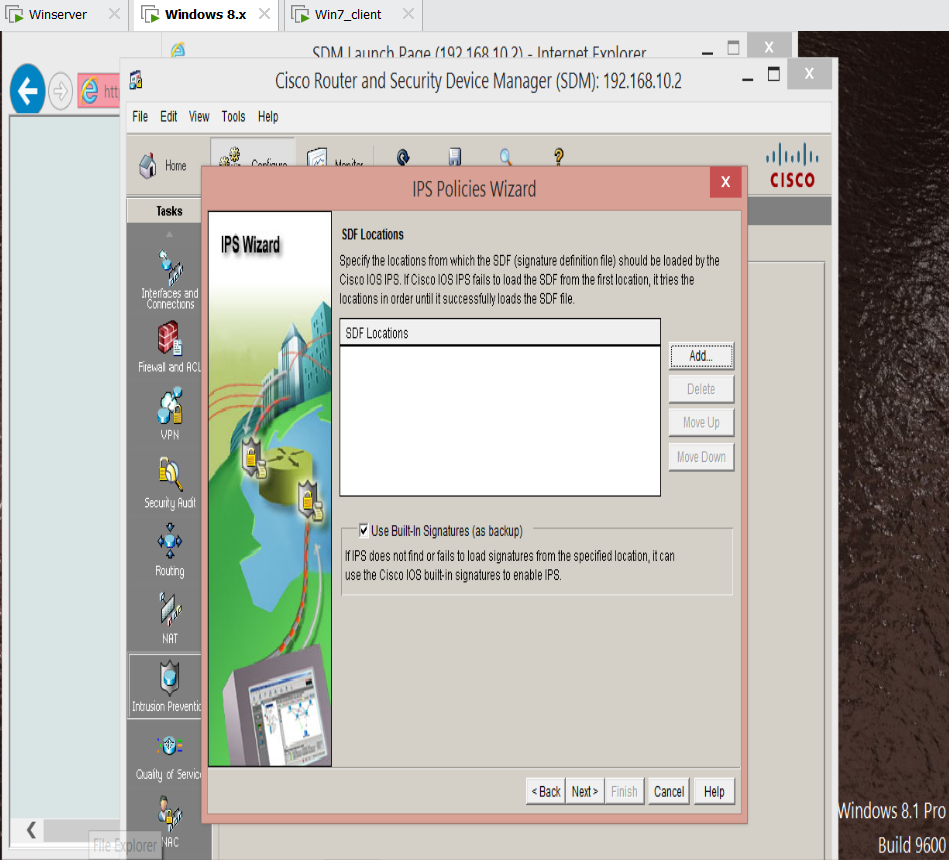 Winserver
Windows 8.x
Win7_client
SDM Launch Page (192.168.10.2) - Internet Explorer
Cisco Router and Security Device Manager (SDM): 192.168.10.2
File Edit View Tools Help
Home
Configure
Monitor
CISCO
IPS Policies Wizard
Tasks
Interfaces and
Connections
Firewall and ACL
VPN
Security Audit
Routing
NAT
Intrusion Preventio
Quality of Service
NAC
IPS Wizard
SDF Locations
Specify the locations from which the SDF (signature definition file) should be loaded by the
Cisco IOS IPS. If Cisco IOS IPS fails to load the SDF from the first location, it tries the
locations in order until it successfully loads the SDF file.
SDF Locations
Add...
Delete
Move Up
Move Down
Use Built-In Signatures (as backup)
If IPS does not find or fails to load signatures from the specified location, it can
use the Cisco IOS built-in signatures to enable IPS.
< Back Next > Finish Cancel Help
File Explorer
Windows 8.1 Pro
Build 9600